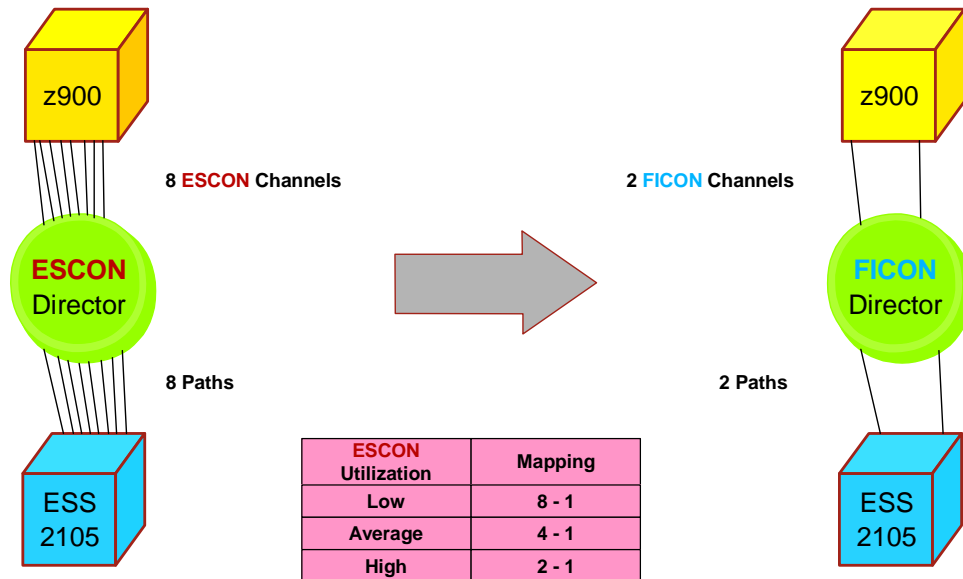 z900
8 ESCON Channels
ESCON
Director
8 Paths
ESS
2105
z900
2 FICON Channels
FICON
Director
2 Paths
ESS
2105
ESCON
Utilization
Mapping
Low
8 - 1
Average
4 - 1
High
2 - 1